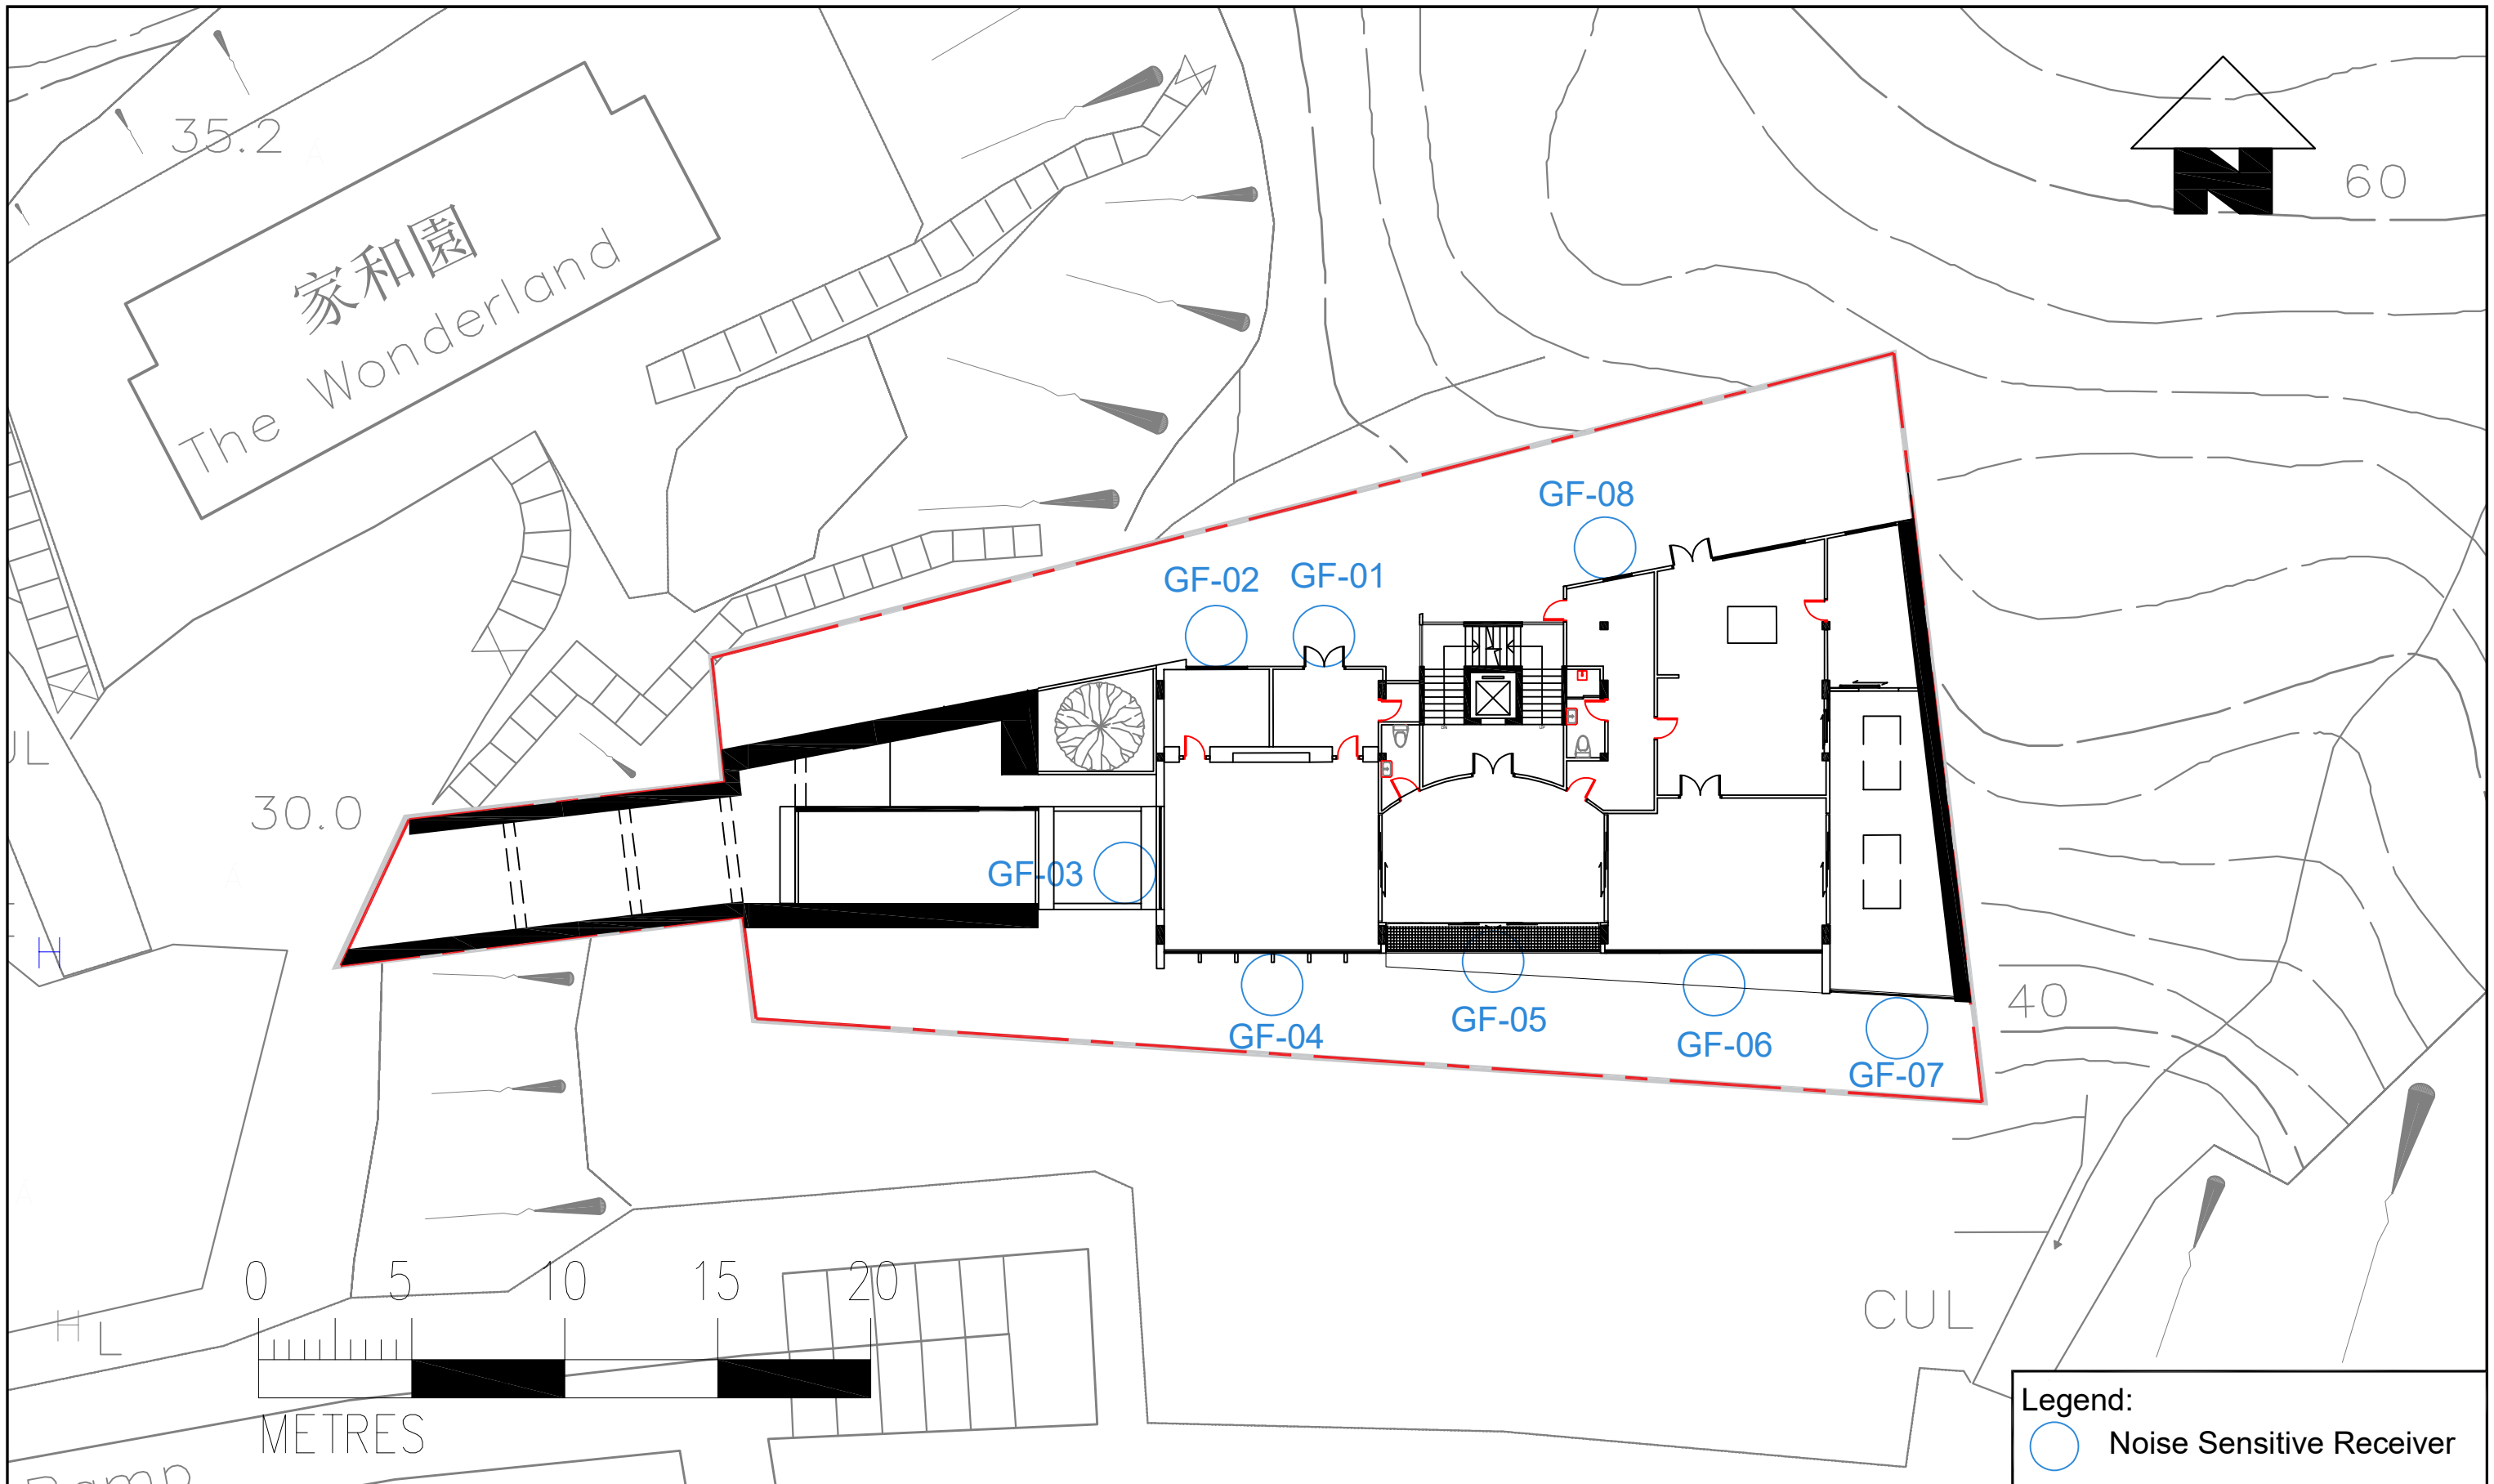 35.2
60
家和園
The Wonderland
N
GF-08
GF-02
GF-01
UL
30.0
GF-03
H
GF-04
GF-05
GF-06
GF-07
40
0 5 10 15 20
H
L
METRES
CUL
Ramp
Legend:
Noise Sensitive Receiver